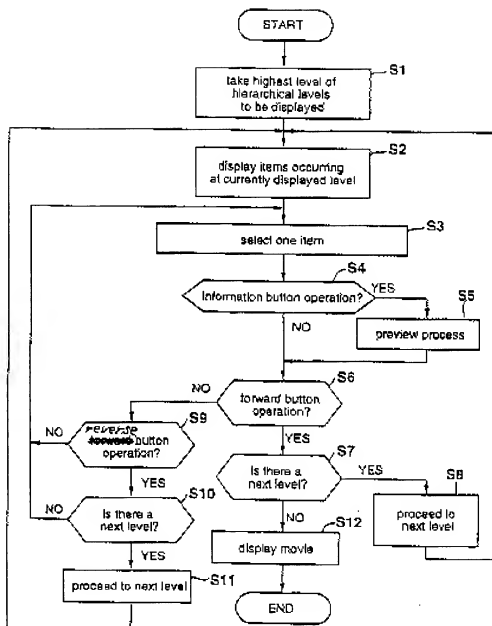 START
S1
take highest level of
hierarchical levels
to be displayed
S2
display items occurring
at currently displayed level
S3
select one item
S4
Information button operation?
YES
S5
NO
preview process
S6
NO
forward button
operation?
S9
NO
reverse
forward button
operation?
YES
S7
Is there a
next level?
YES
S8
proceed to
next level
YES
S10
NO
Is there a
next level?
NO
S12
display movie
YES
S11
proceed to next level
END